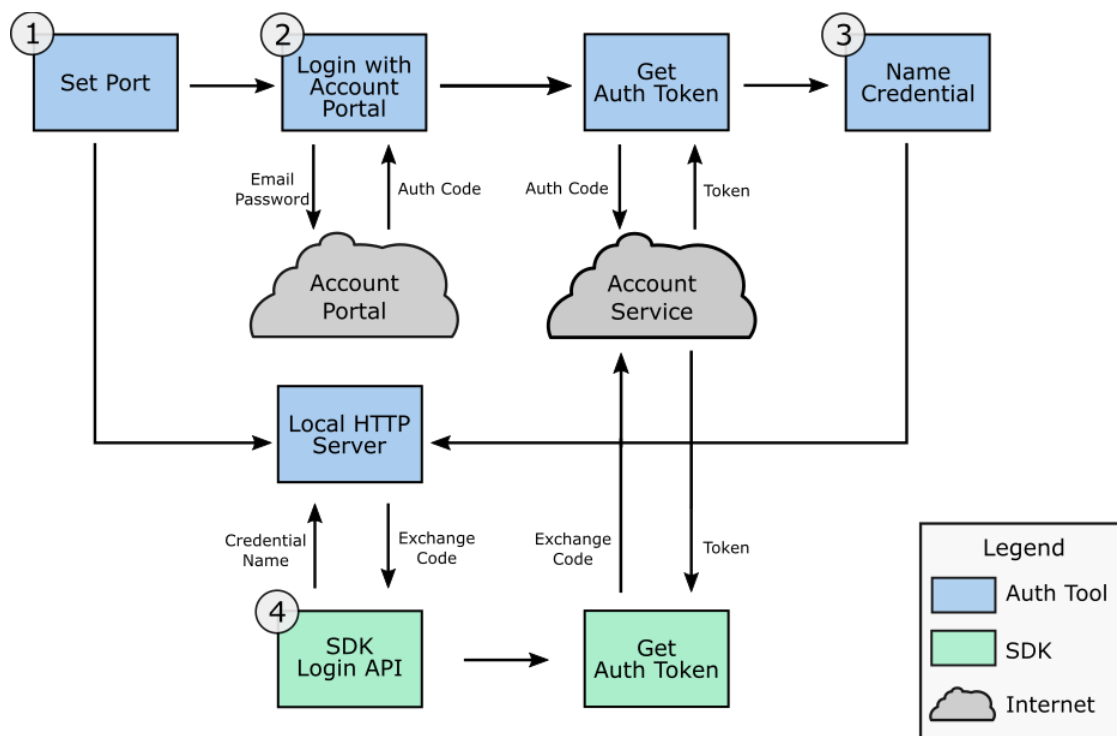 1
Set Port
2
Login with
Account
Portal
Get
Auth Token
3
Name
Credential
Email
Password
Auth Code
Auth Code
Token
Account
Portal
Account
Service
Local HTTP
Server
Credential
Name
Exchange
Code
Exchange
Code
Token
4
SDK
Login API
Get
Auth Token
Legend
Auth Tool
SDK
Internet